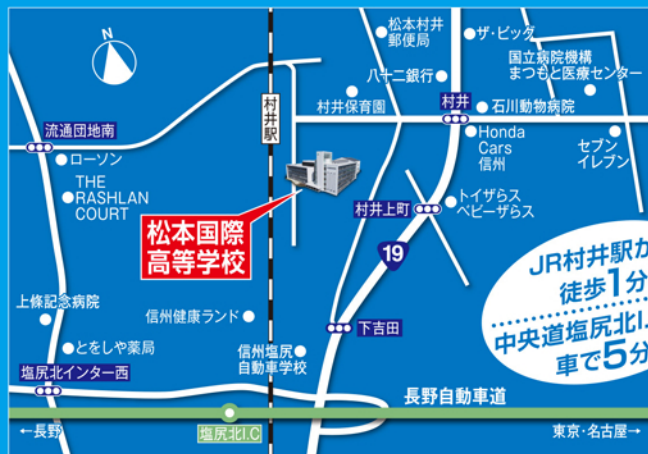 N
松本村井
郵便局
ザ・ビッグ
国立病院機構
まつもと医療センター
八十二銀行
村井駅
村井保育園
村井
石川動物病院
流通団地南
ローソン
Honda
Cars
信州
セブン
イレブン
THE
RASHLAN
COURT
トイザらス
ベビーザらス
村井上町
松本国際
高等学校
19
JR村井駅か
徒歩1分
中央道塩尻北I.
車で5分
上條記念病院
信州健康ランド
下吉田
とをしや薬局
信州塩尻
自動車学校
塩尻北インター西
長野自動車道
←長野
塩尻北I.C
東京・名古屋→